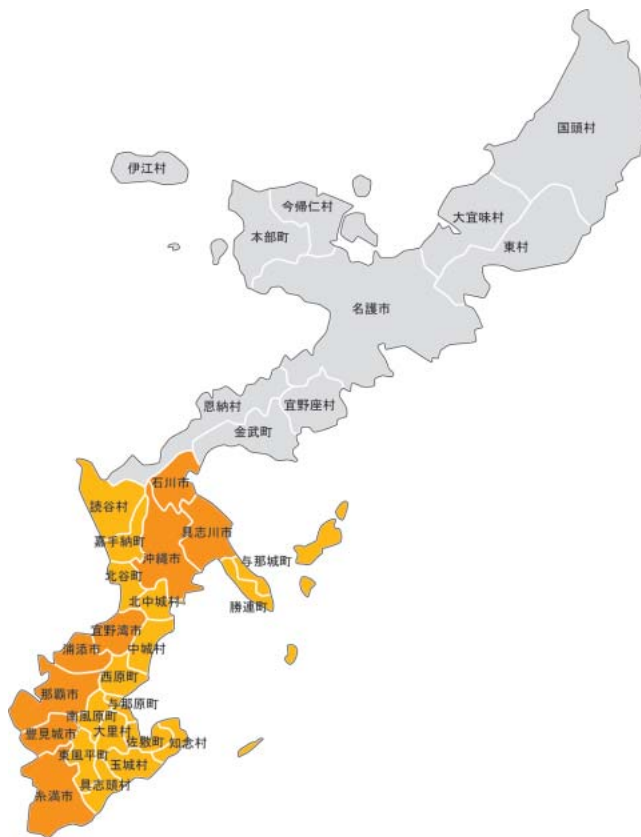 国頭村
伊江村
今帰仁村
大宜味村
本部町
東村
名護市
恩納村
宜野座村
金武町
石川市
読谷村
具志川市
嘉手納町
沖縄市
与那城町
北谷町
北中城村
勝連町
宜野湾市
浦添市
中城村
西原町
那覇市
与那原町
南風原町
豊見城市
大里村
佐敷町
知念村
東風平町
玉城村
具志頭村
糸満市